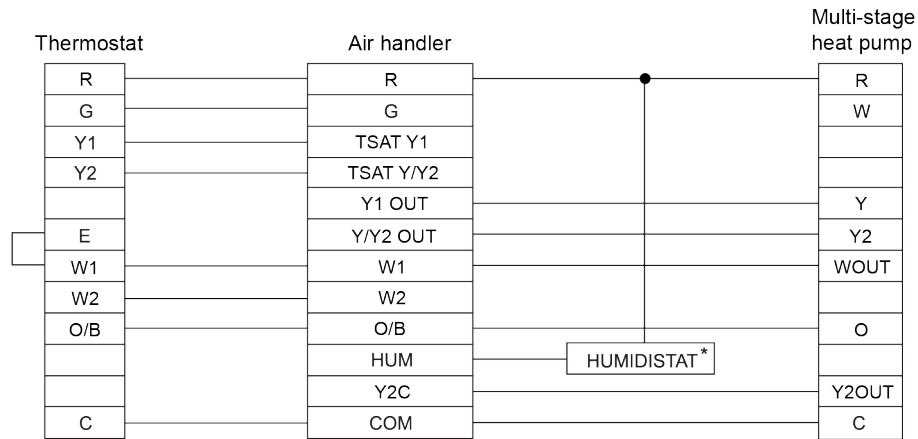 Multi-stage
Thermostat Air handler heat pump
R R R
G G W
Y1 TSAT Y1
Y2 TSAT Y/Y2
Y1 OUT Y
E Y/Y2 OUT Y2
W1 W1 WOUT
W2 W2
O/B O/B O
HUM HUMIDISTAT*
Y2C Y2OUT
C COM C